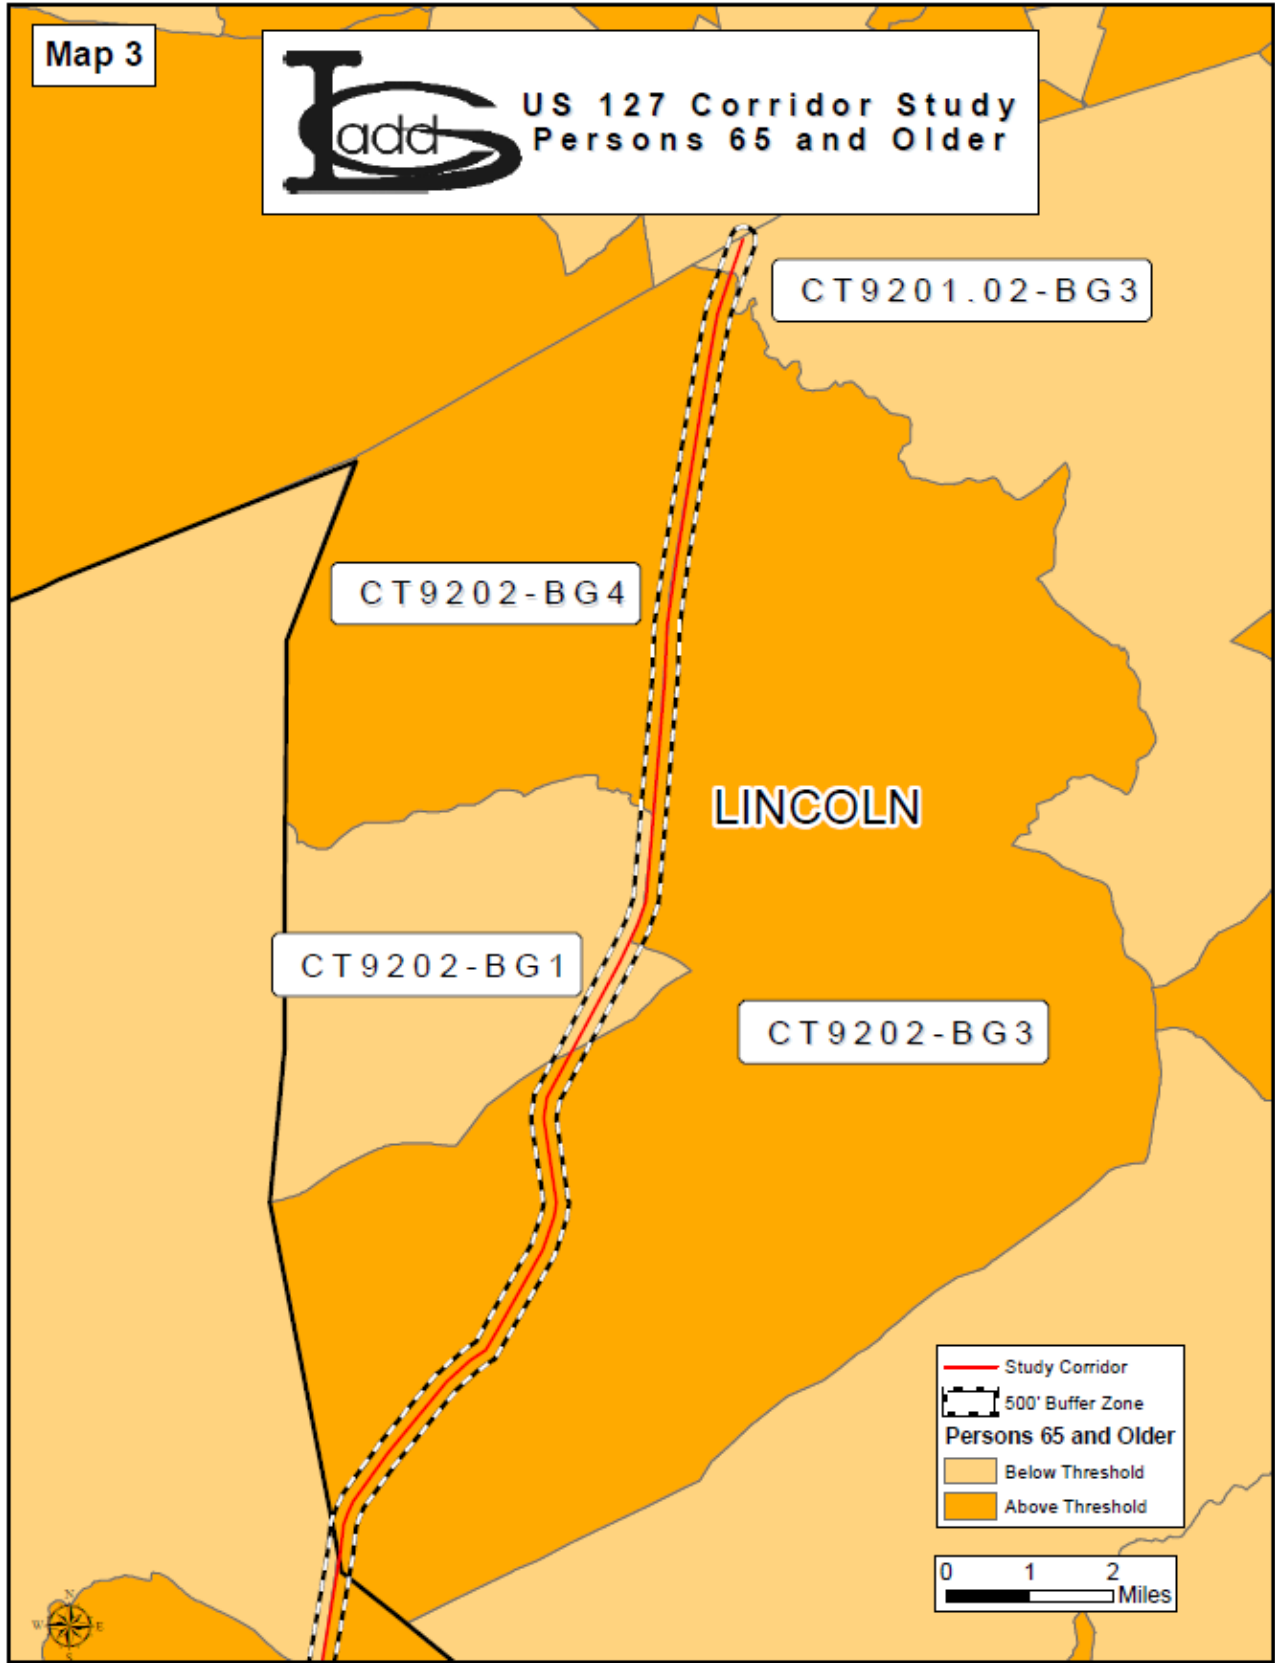 Map 3
add
US 127 Corridor Study
Persons 65 and Older
CT9201.02-BG3
CT9202-BG4
LINCOLN
CT9202-BG1
CT9202-BG3
Study Corridor
500' Buffer Zone
Persons 65 and Older
Below Threshold
Above Threshold
0 1 2
Miles
N
W E
S